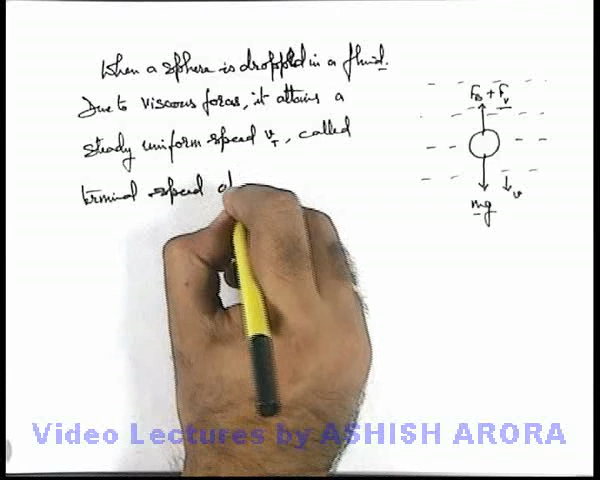 When a sphere is dropped in a fluid.
Due to viscous forces, it attains a
steady uniform speed v_T, called
terminal speed of
F_B + F_v
mg
v
Video Lectures by ASHISH ARORA